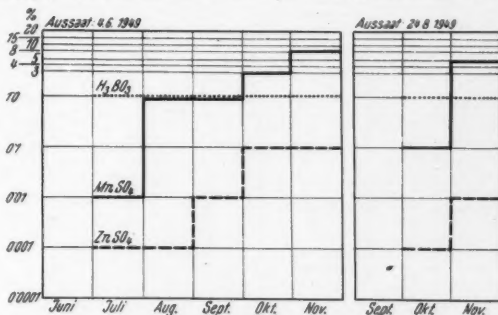 %
Aussaat: 4.6.1949
Aussaat: 24.8.1949
20
15
10
8
5
4
3
H₃BO₃
1'0
0'1
MnSO₄
0'01
ZnSO₄
0'001
0'0001
Juni Juli Aug. Sept. Okt. Nov.
Sept. Okt. Nov.